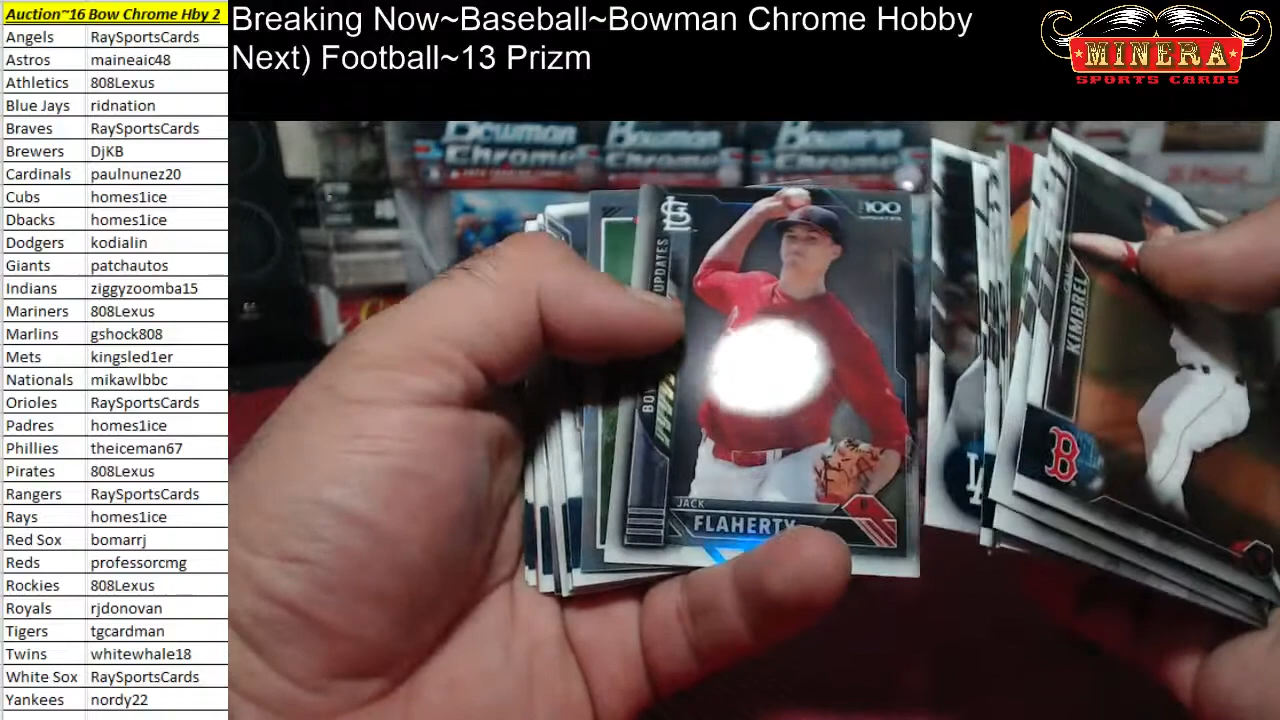 Auction~16 Bow Chrome Hby 2
Angels RaySportsCards
Astros maineaic48
Athletics 808Lexus
Blue Jays ridnation
Braves RaySportsCards
Brewers DjKB
Cardinals paulnunez20
Cubs homes1ice
Dbacks homes1ice
Dodgers kodialin
Giants patchautos
Indians ziggyzoomba15
Mariners 808Lexus
Marlins gshock808
Mets kingsled1er
Nationals mikawlbbc
Orioles RaySportsCards
Padres homes1ice
Phillies theiceman67
Pirates 808Lexus
Rangers RaySportsCards
Rays homes1ice
Red Sox bomarrj
Reds professorcmg
Rockies 808Lexus
Royals rjdonovan
Tigers tgcardman
Twins whitewhale18
White Sox RaySportsCards
Yankees nordy22
Breaking Now~Baseball~Bowman Chrome Hobby
Next) Football~13 Prizm
MINERA
SPORTS CARDS
Bowman
Chrome
Bowman
Chrome
Bowman
Chrome
STL
100
UPDATES
UPDATES
JACK
FLAHERTY
P
LA
KIMBREL
B